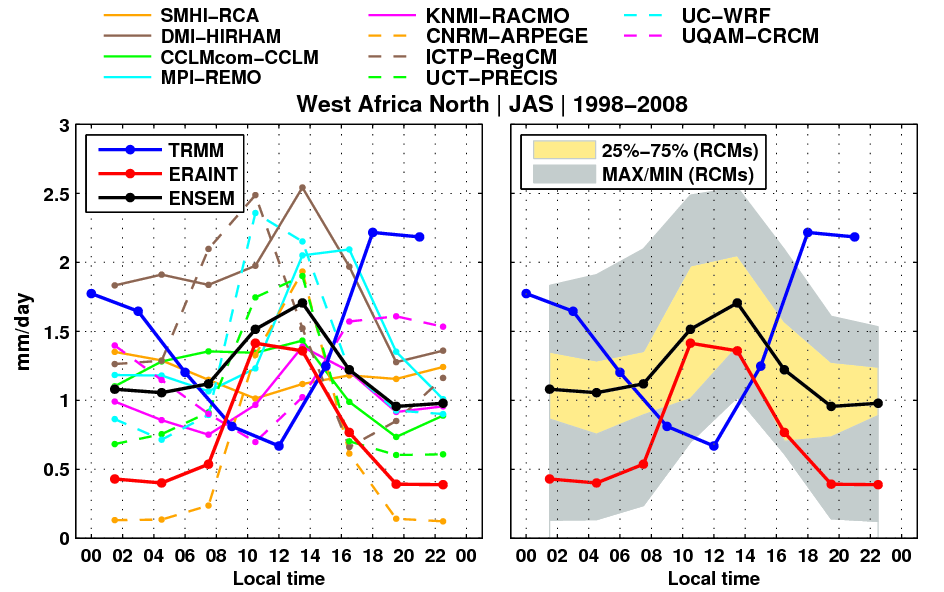 SMHI−RCA KNMI−RACMO UC−WRF
DMI−HIRHAM CNRM−ARPEGE UQAM−CRCM
CCLMcom−CCLM ICTP−RegCM
MPI−REMO UCT−PRECIS
West Africa North | JAS | 1998−2008
3
2.5
2
1.5
1
0.5
0
mm/day
TRMM
ERAINT
ENSEM
00 02 04 06 08 10 12 14 16 18 20 22 00
Local time
25%−75% (RCMs)
MAX/MIN (RCMs)
00 02 04 06 08 10 12 14 16 18 20 22 00
Local time